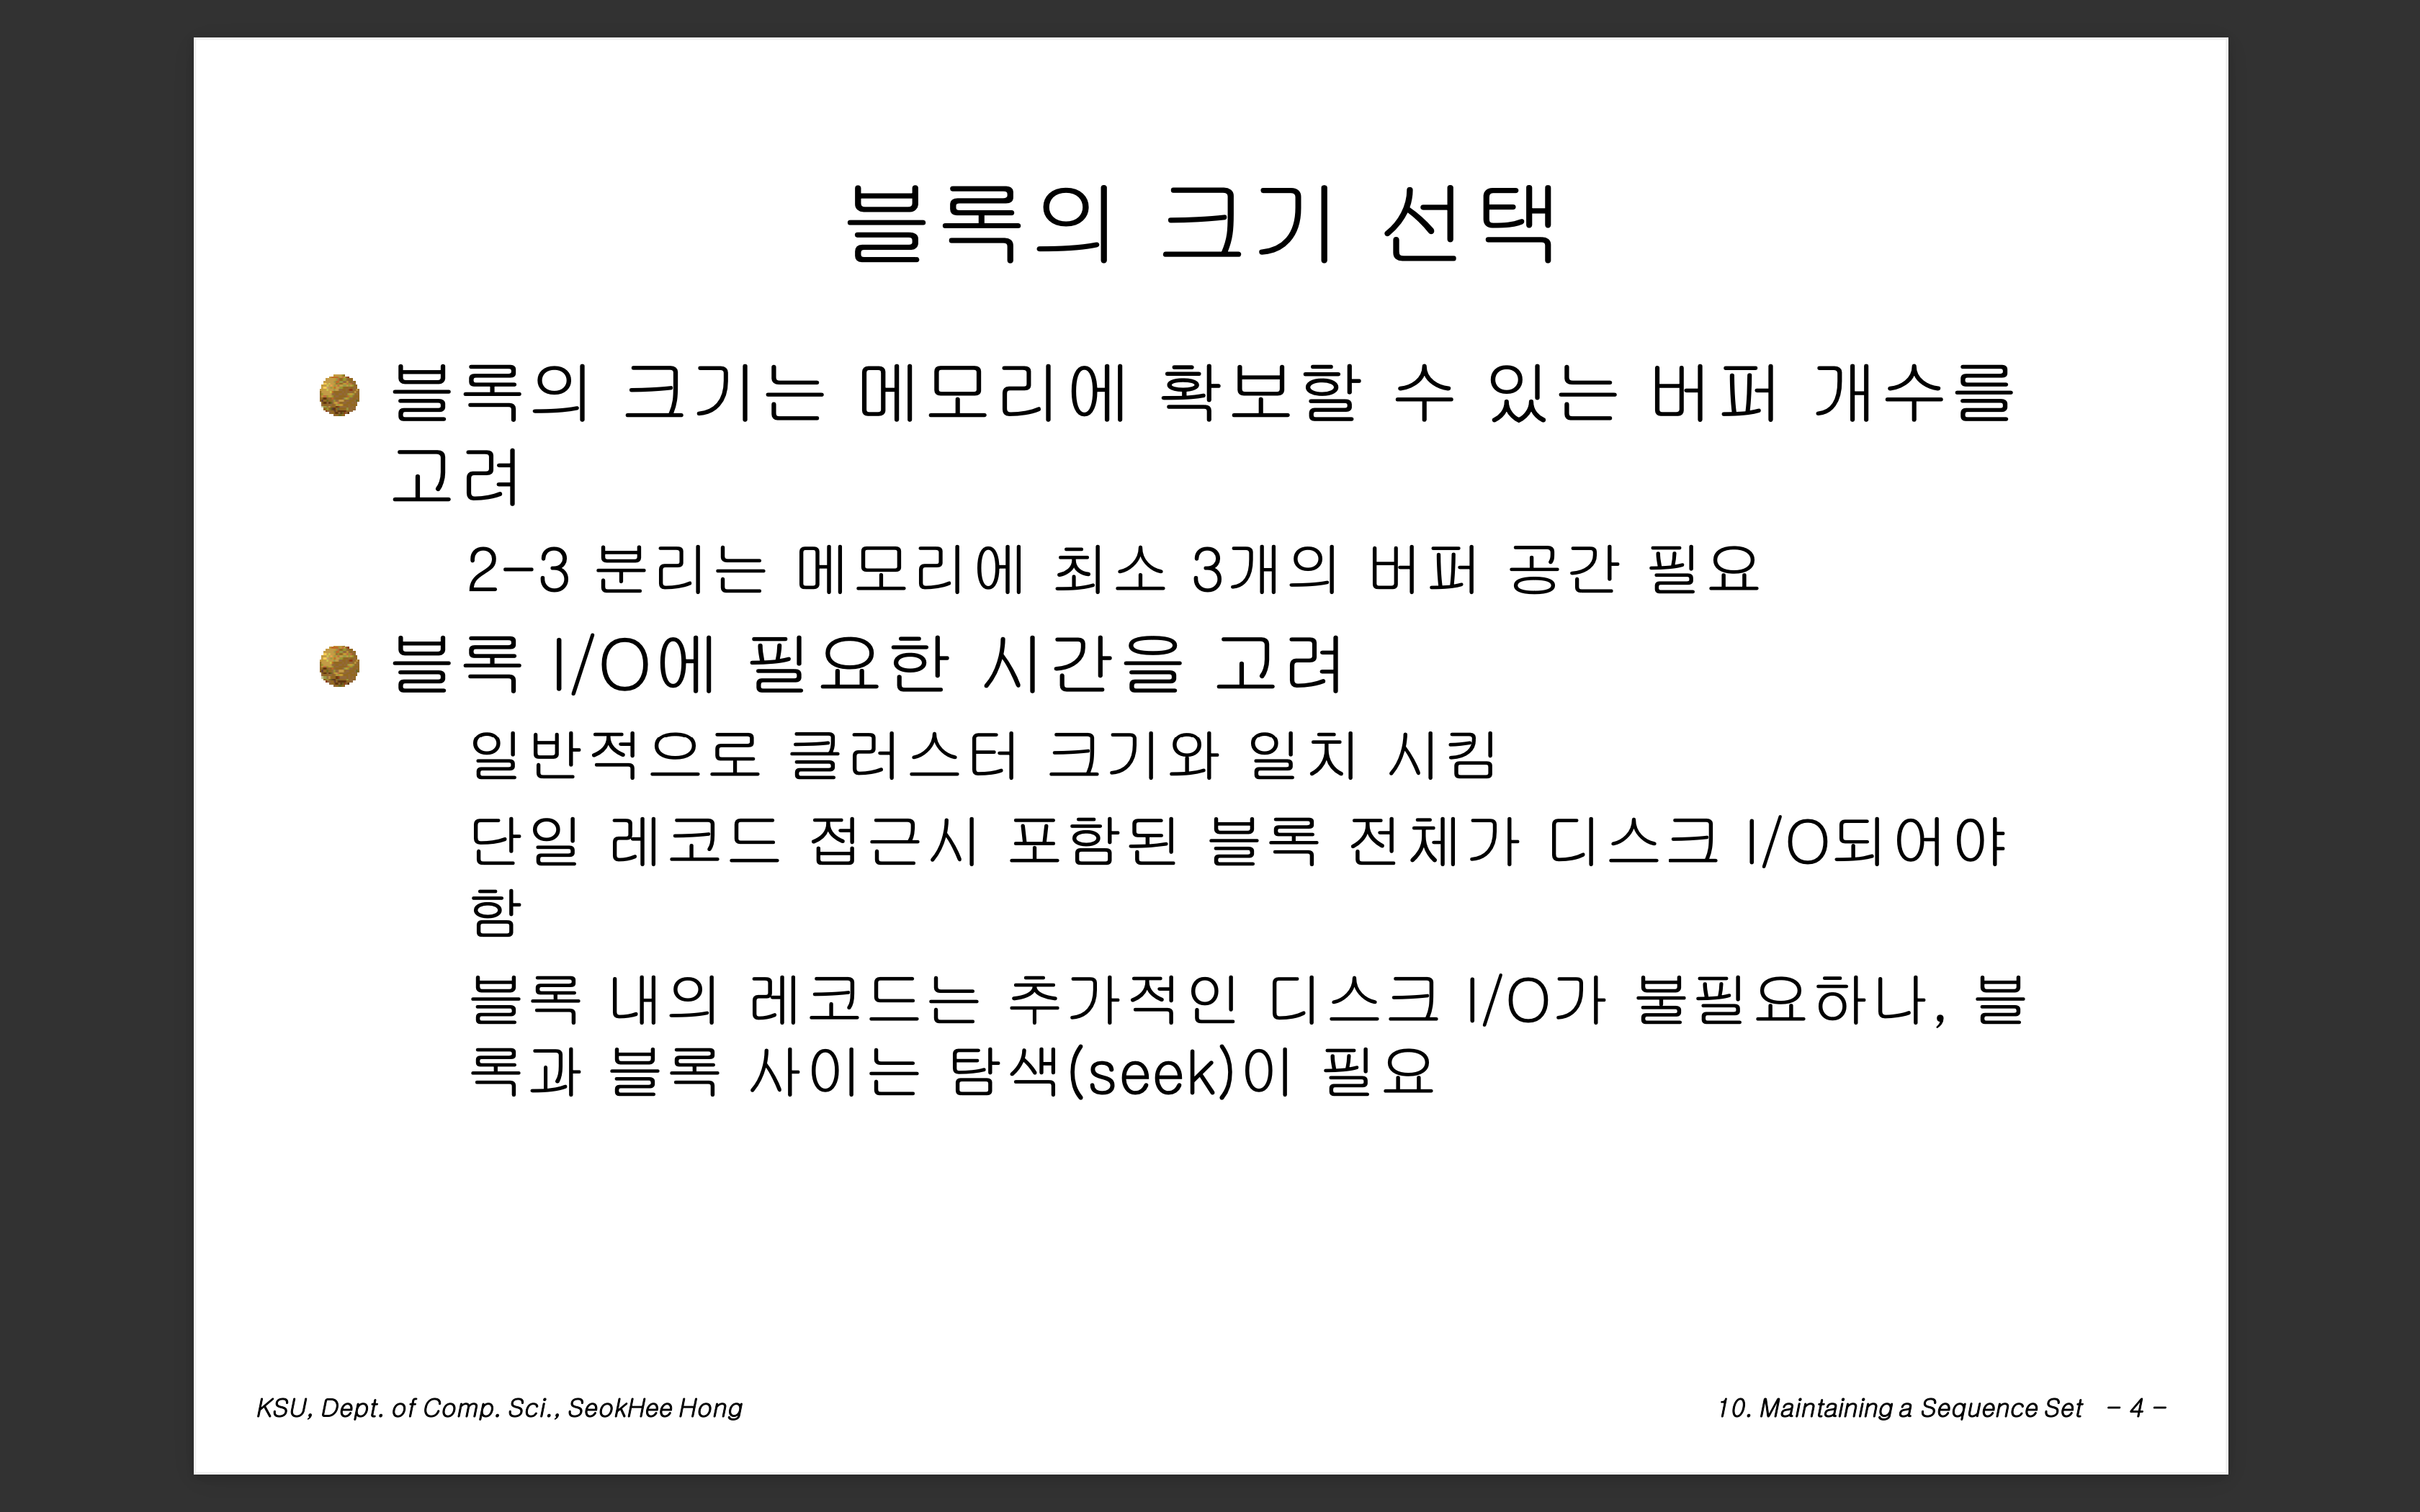 블록의 크기 선택
블록의 크기는 메모리에 확보할 수 있는 버퍼 개수를
고려
2-3 분리는 메모리에 최소 3개의 버퍼 공간 필요
블록 I/O에 필요한 시간을 고려
일반적으로 클러스터 크기와 일치 시킴
단일 레코드 접근시 포함된 블록 전체가 디스크 I/O되어야
함
블록 내의 레코드는 추가적인 디스크 I/O가 불필요하나, 블
록과 블록 사이는 탐색(seek)이 필요
KSU, Dept. of Comp. Sci., SeokHee Hong
10. Maintaining a Sequence Set - 4 -